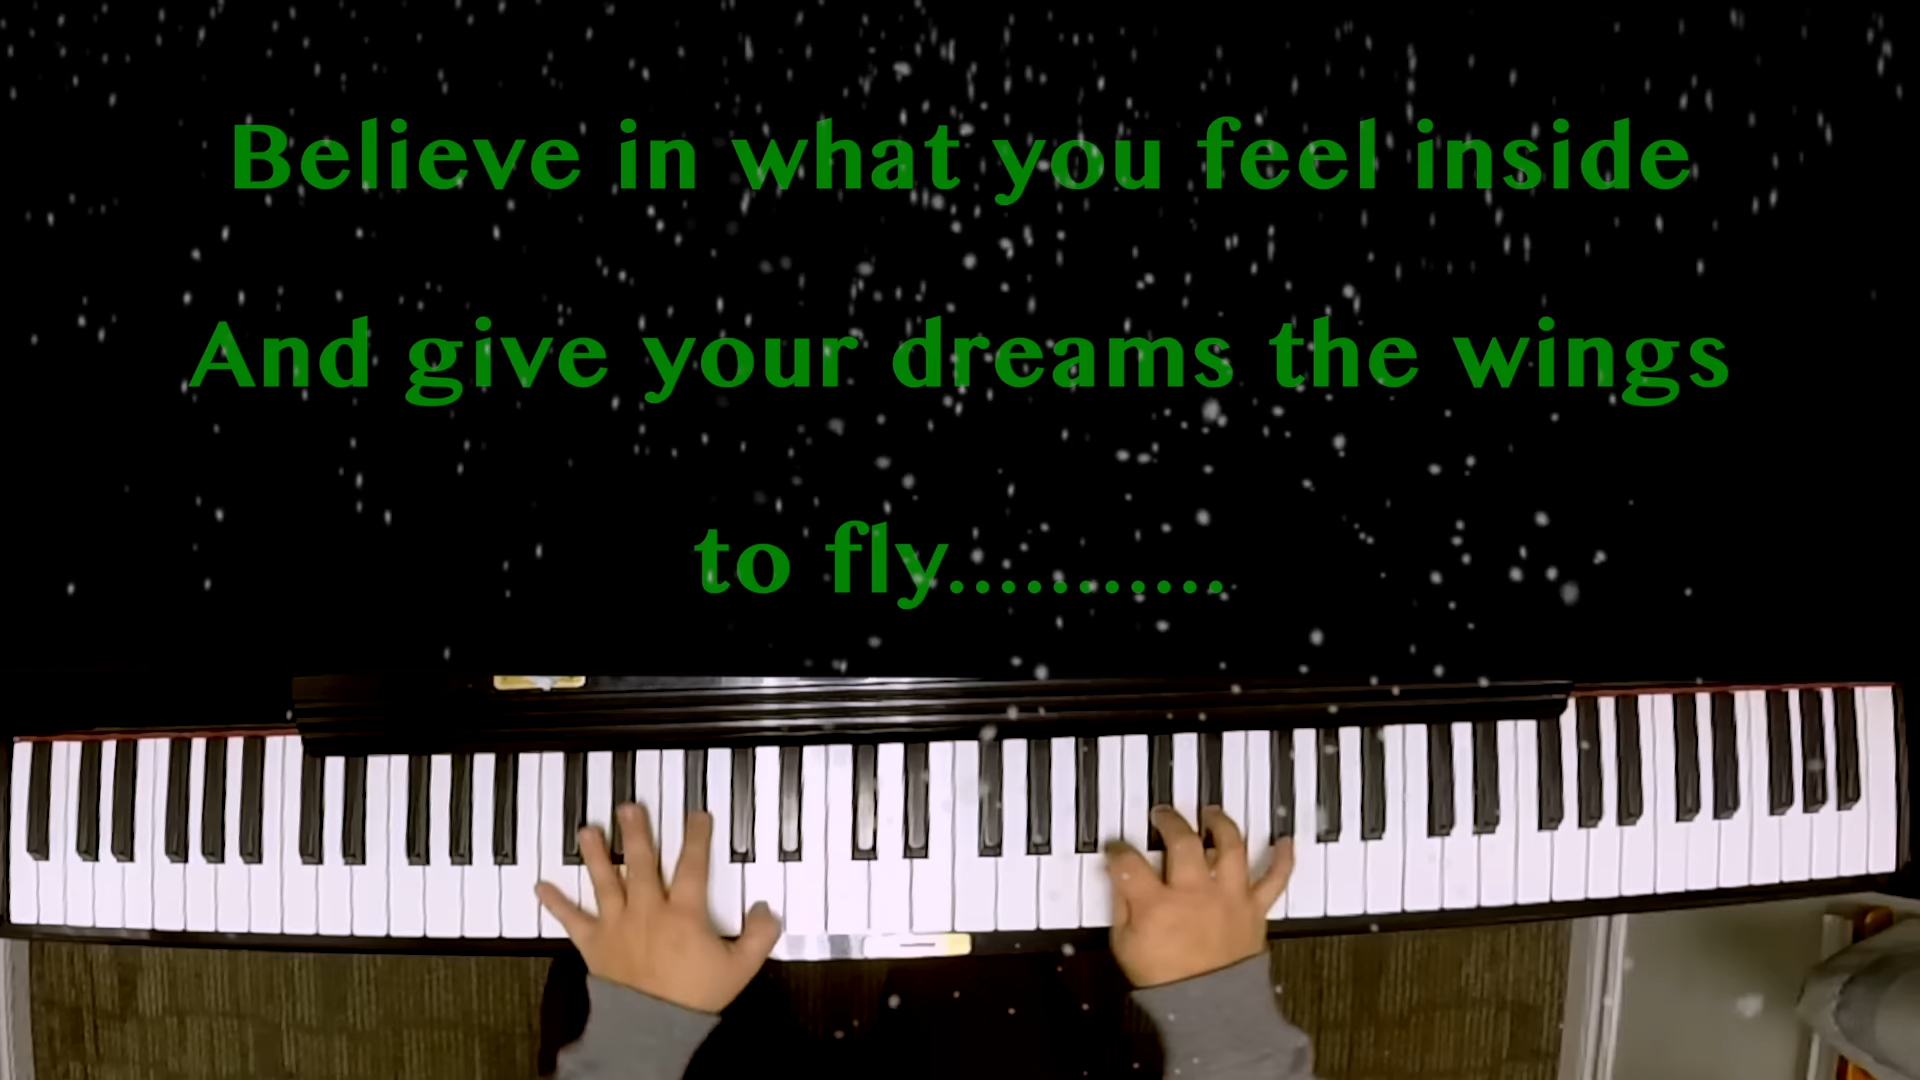 Believe in what you feel inside
And give your dreams the wings
to fly...........